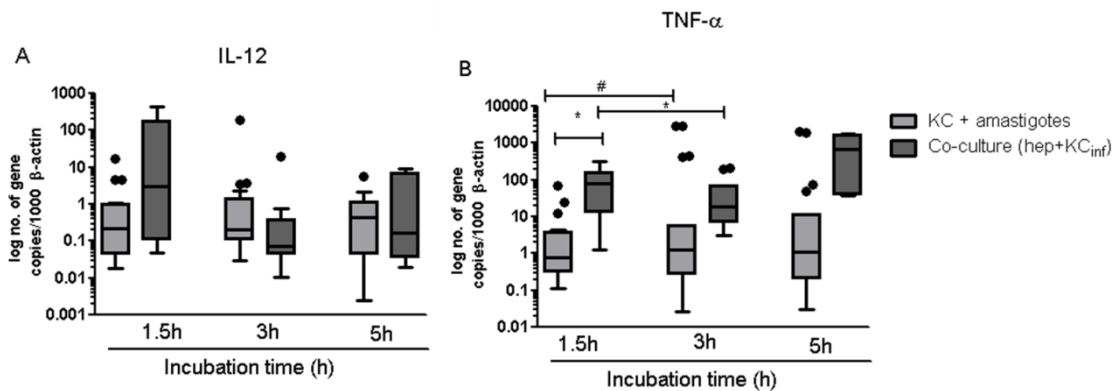 TNF-α
A
IL-12
B
log no. of gene
copies/1000 β-actin
1000
100
10
1
0.1
0.01
0.001
1.5h
3h
5h
Incubation time (h)
log no. of gene
copies/1000 β-actin
10000
1000
100
10
1
0.1
0.01
#
*
*
1.5h
3h
5h
Incubation time (h)
KC + amastigotes
Co-culture (hep+KCinf)